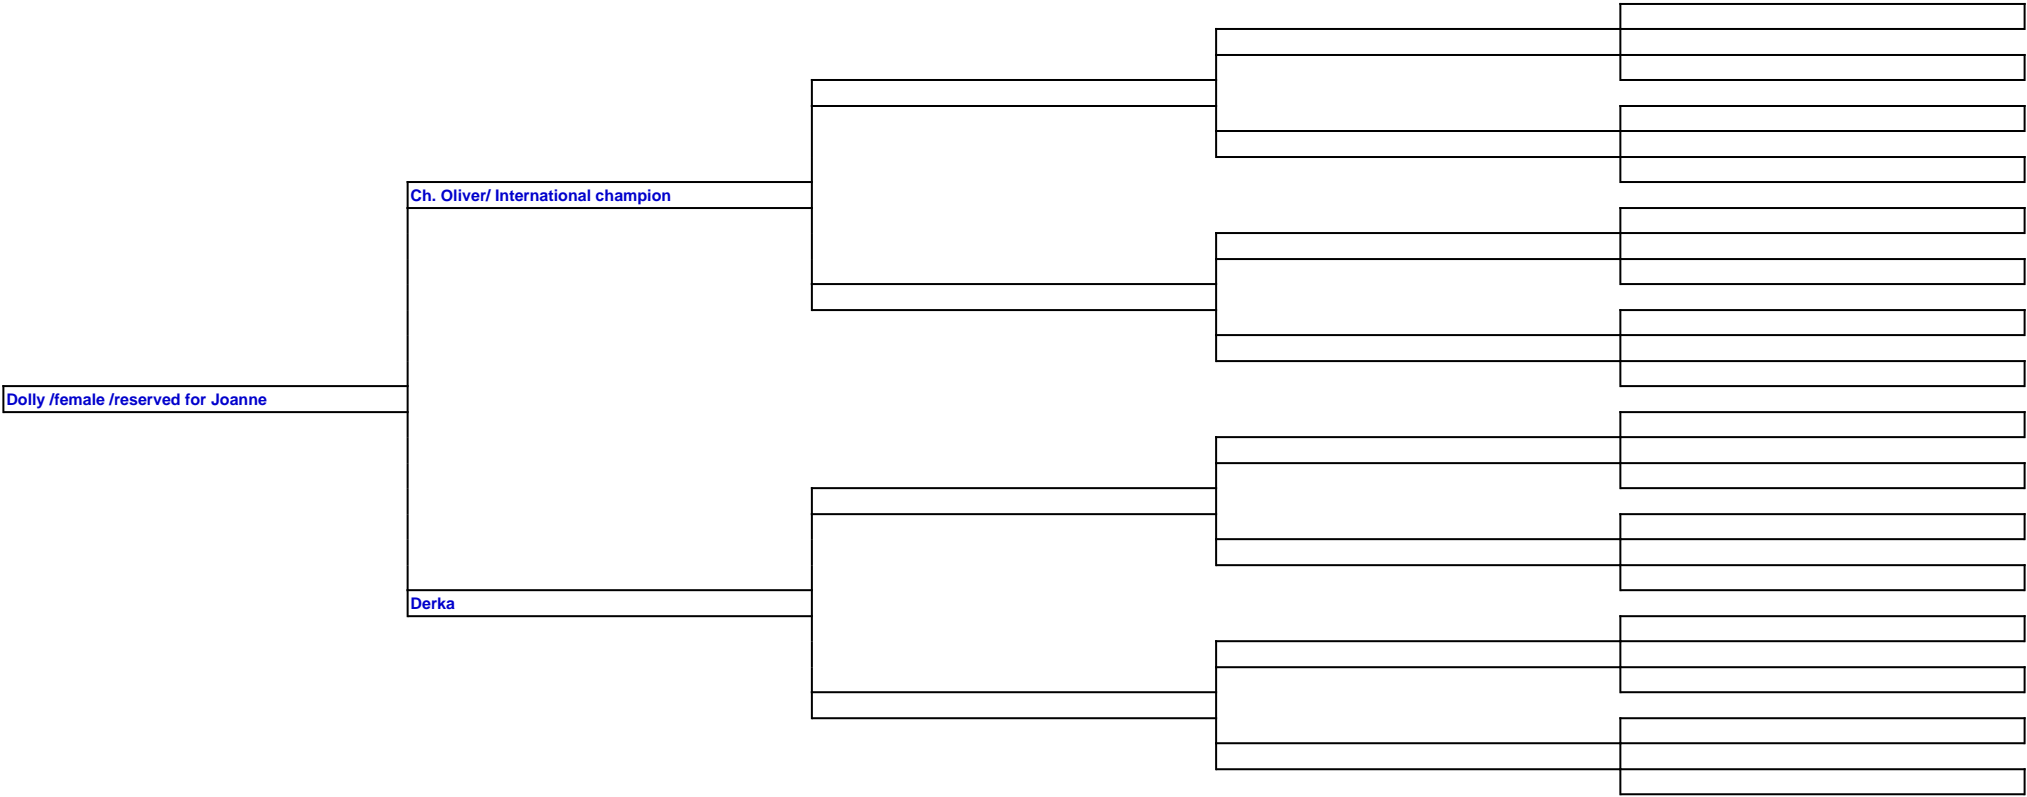 Ch. Oliver/ International champion
Dolly /female /reserved for Joanne
Derka